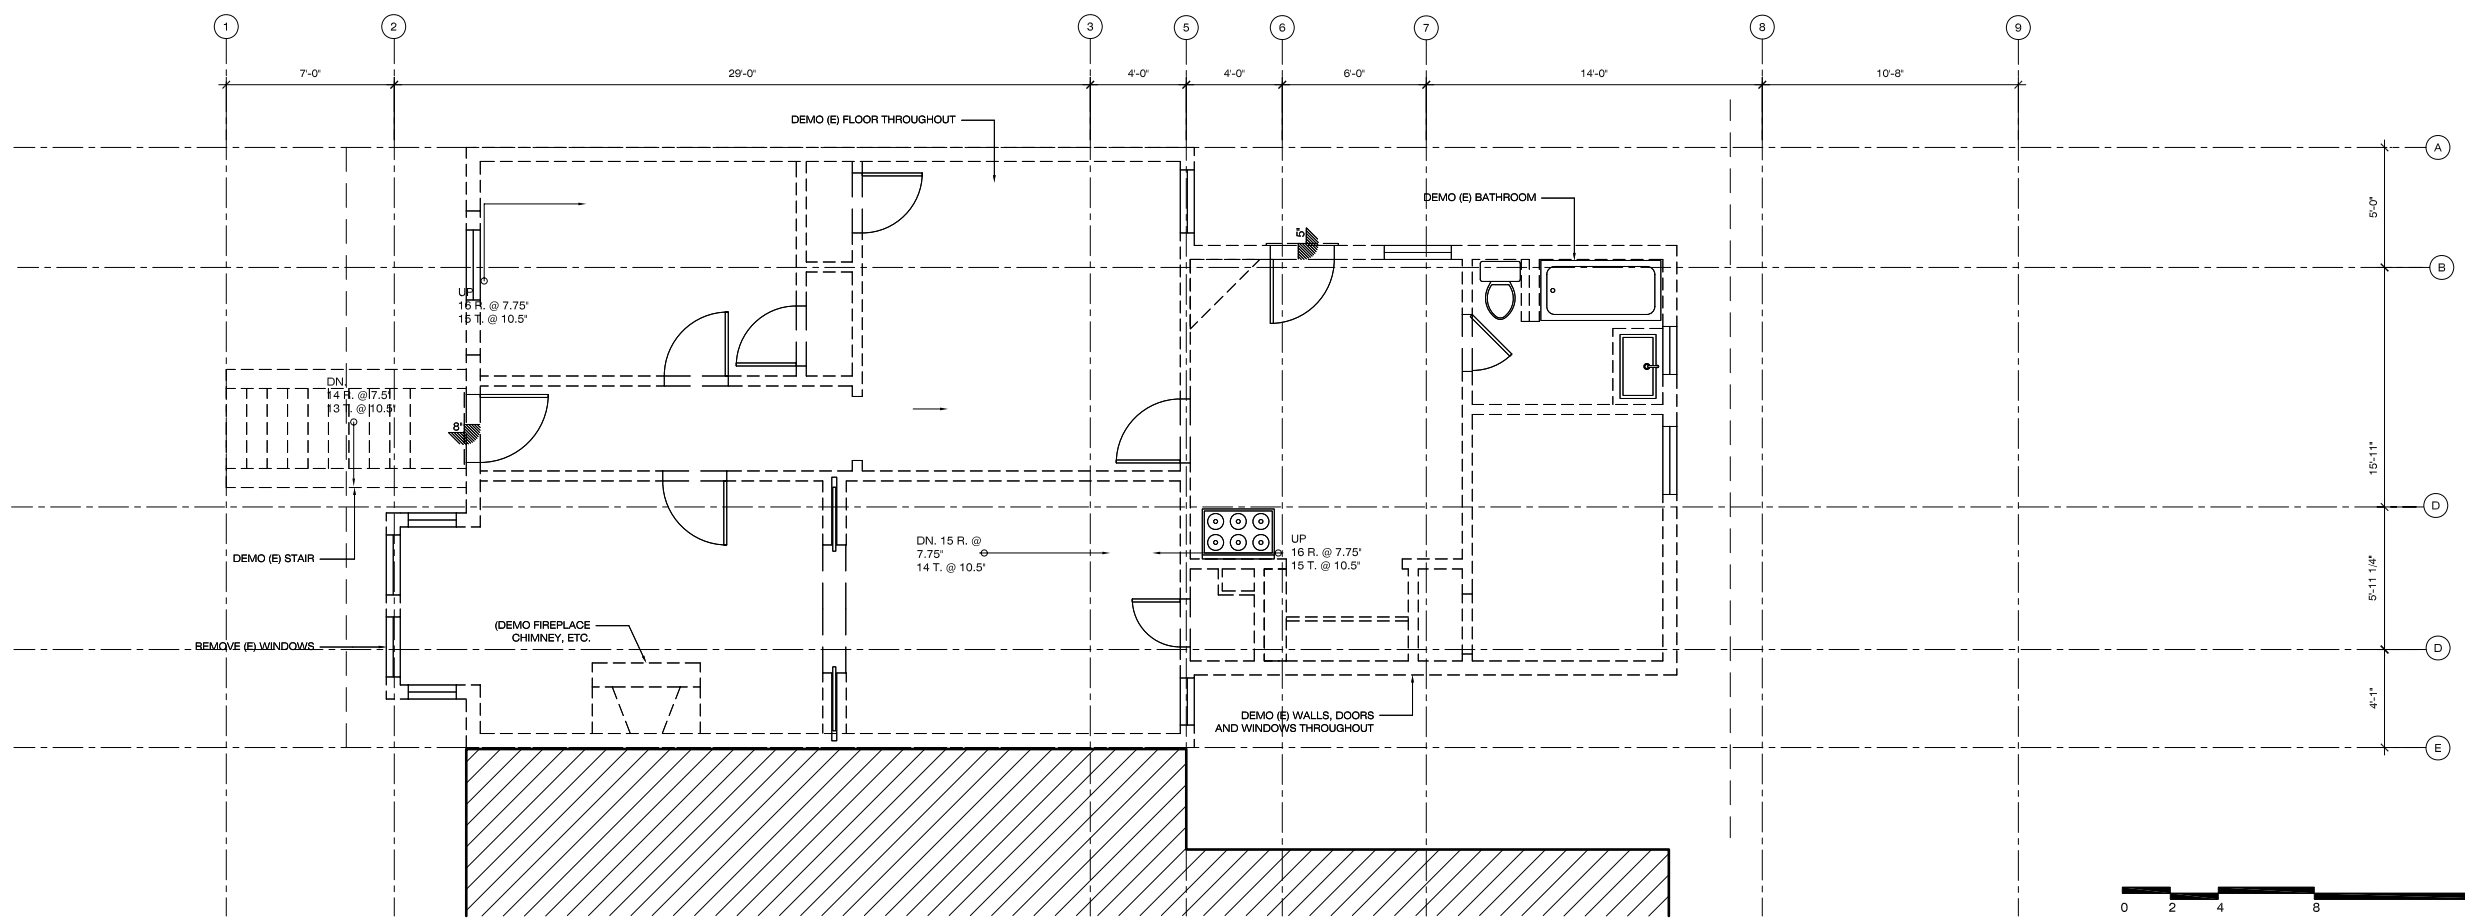 1
2
3
5
6
7
8
9
7'-0"
29'-0"
4'-0"
4'-0"
6'-0"
14'-0"
10'-8"
DEMO (E) FLOOR THROUGHOUT
A
DEMO (E) BATHROOM
5'-0"
5"
B
UP
16 R. @ 7.75"
15 T. @ 10.5"
DN.
14 R. @ 7.5"
13 T. @ 10.5"
8"
15'-11"
D
DEMO (E) STAIR
DN. 15 R. @
7.75"
14 T. @ 10.5"
UP
16 R. @ 7.75"
15 T. @ 10.5"
5'-11 1/4"
(DEMO FIREPLACE
CHIMNEY, ETC.
REMOVE (E) WINDOWS
D
4'-1"
DEMO (E) WALLS, DOORS
AND WINDOWS THROUGHOUT
E
0 2 4 8